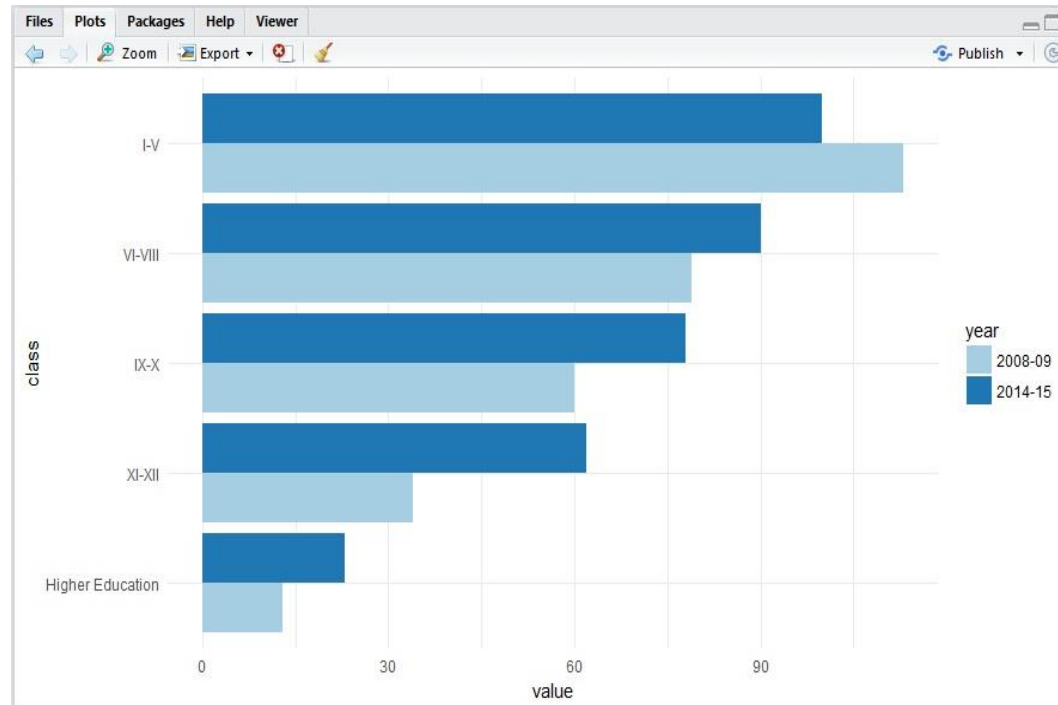 Files Plots Packages Help Viewer
Zoom Export Publish
I-V
VI-VIII
IX-X
XI-XII
Higher Education
class
0 30 60 90
value
year
2008-09
2014-15